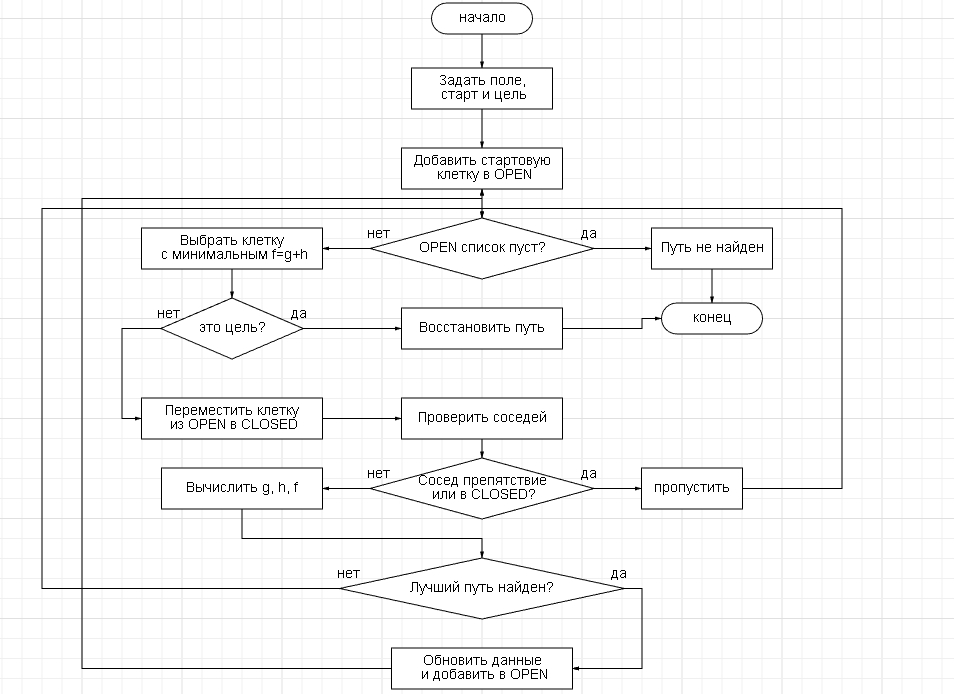 начало
Задать поле,
старт и цель
Добавить стартовую
клетку в OPEN
нет
OPEN список пуст?
да
Выбрать клетку
с минимальным f=g+h
Путь не найден
нет
это цель?
да
Восстановить путь
конец
Переместить клетку
из OPEN в CLOSED
Проверить соседей
нет
Сосед препятствие
или в CLOSED?
да
Вычислить g, h, f
пропустить
нет
Лучший путь найден?
да
Обновить данные
и добавить в OPEN